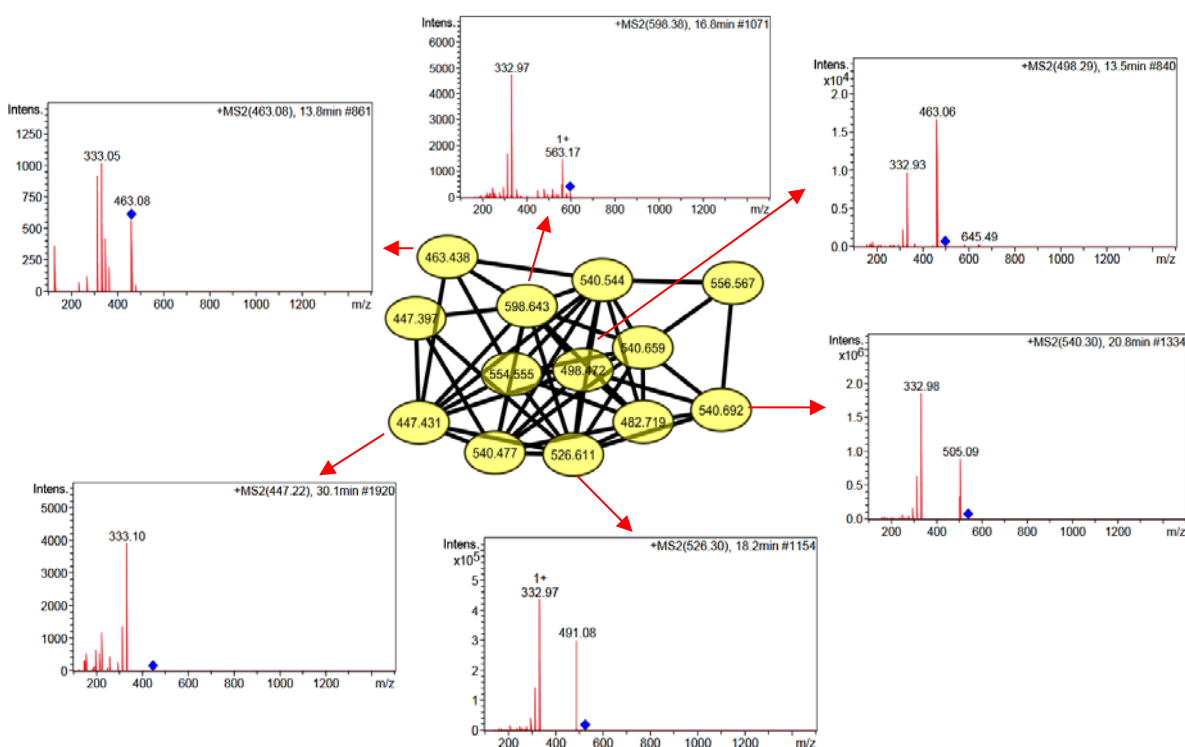 +MS2(598.38), 16.8min #1071
Intens.
6000
5000
4000
3000
2000
1000
0
332.97
1+
563.17
200 400 600 800 1000 1200 m/z
+MS2(463.08), 13.8min #861
Intens.
1250
1000
750
500
250
0
333.05
463.08
200 400 600 800 1000 1200 m/z
+MS2(498.29), 13.5min #840
Intens.
x10⁴
2.0
1.5
1.0
0.5
0.0
463.06
332.93
645.49
200 400 600 800 1000 1200 m/z
463.438
540.544
556.567
598.643
447.397
540.659
554.555
498.472
540.692
447.431
482.719
540.477
526.611
+MS2(540.30), 20.8min #1334
Intens.
x10⁶
2.0
1.5
1.0
0.5
0.0
332.98
505.09
200 400 600 800 1000 1200 m/z
+MS2(447.22), 30.1min #1920
Intens.
5000
4000
3000
2000
1000
0
333.10
200 400 600 800 1000 1200 m/z
+MS2(526.30), 18.2min #1154
Intens.
x10⁵
5
4
3
2
1
0
1+
332.97
491.08
200 400 600 800 1000 1200 m/z